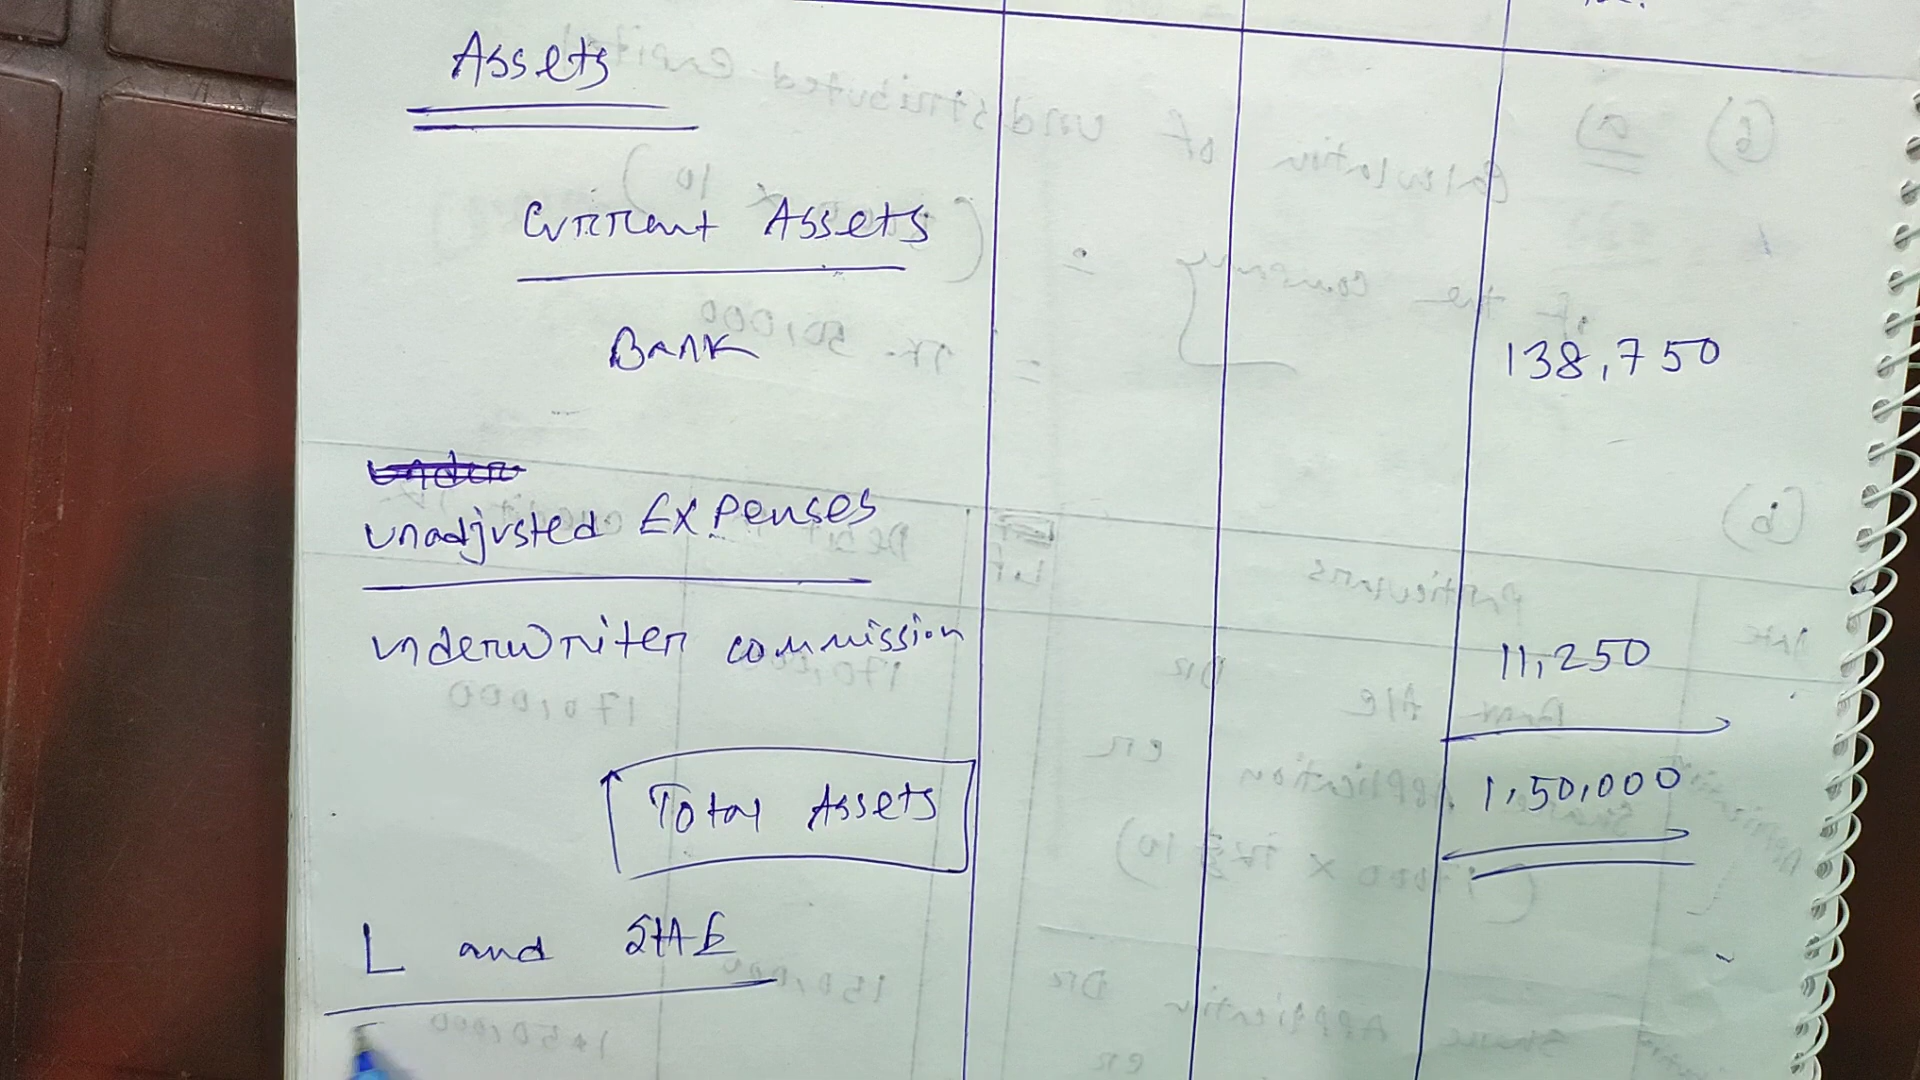 Assets
Current Assets
Bank 138,750
unadjusted Expenses
underwriter commission 11,250
Total Assets 1,50,000
L and SHE